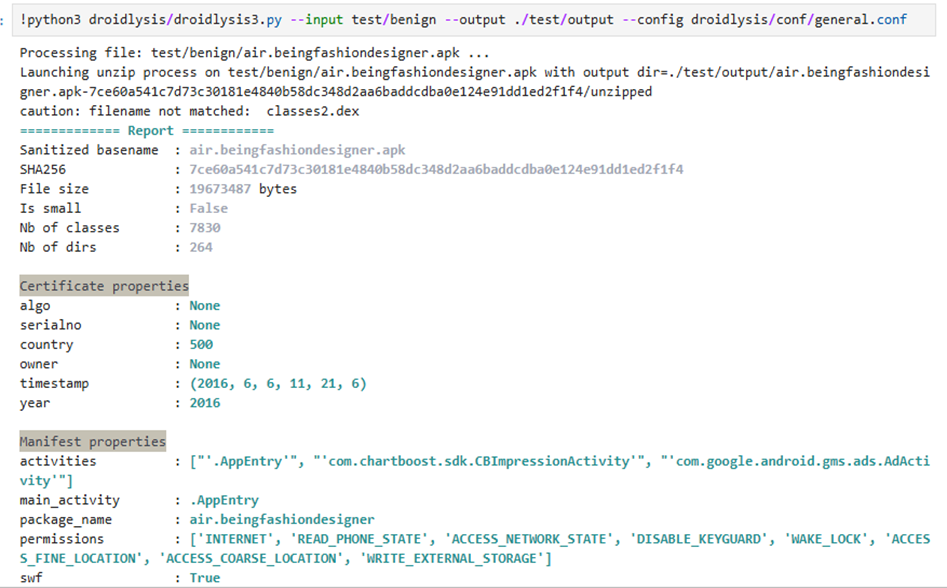 !python3 droidlysis/droidlysis3.py --input test/benign --output ./test/output --config droidlysis/conf/general.conf
Processing file: test/benign/air.beingfashiondesigner.apk ...
Launching unzip process on test/benign/air.beingfashiondesigner.apk with output dir=./test/output/air.beingfashiondesi
gner.apk-7ce60a541c7d73c30181e4840b58dc348d2aa6baddcdba0e124e91dd1ed2f1f4/unzipped
caution: filename not matched:  classes2.dex
============= Report ============
Sanitized basename  : air.beingfashiondesigner.apk
SHA256              : 7ce60a541c7d73c30181e4840b58dc348d2aa6baddcdba0e124e91dd1ed2f1f4
File size           : 19673487 bytes
Is small            : False
Nb of classes       : 7830
Nb of dirs          : 264
Certificate properties
algo                : None
serialno            : None
country             : 500
owner               : None
timestamp           : (2016, 6, 6, 11, 21, 6)
year                : 2016
Manifest properties
activities          : ["'.AppEntry'", "'com.chartboost.sdk.CBImpressionActivity'", "'com.google.android.gms.ads.AdActi
vity'"]
main_activity       : .AppEntry
package_name        : air.beingfashiondesigner
permissions         : ['INTERNET', 'READ_PHONE_STATE', 'ACCESS_NETWORK_STATE', 'DISABLE_KEYGUARD', 'WAKE_LOCK', 'ACCES
S_FINE_LOCATION', 'ACCESS_COARSE_LOCATION', 'WRITE_EXTERNAL_STORAGE']
swf                 : True